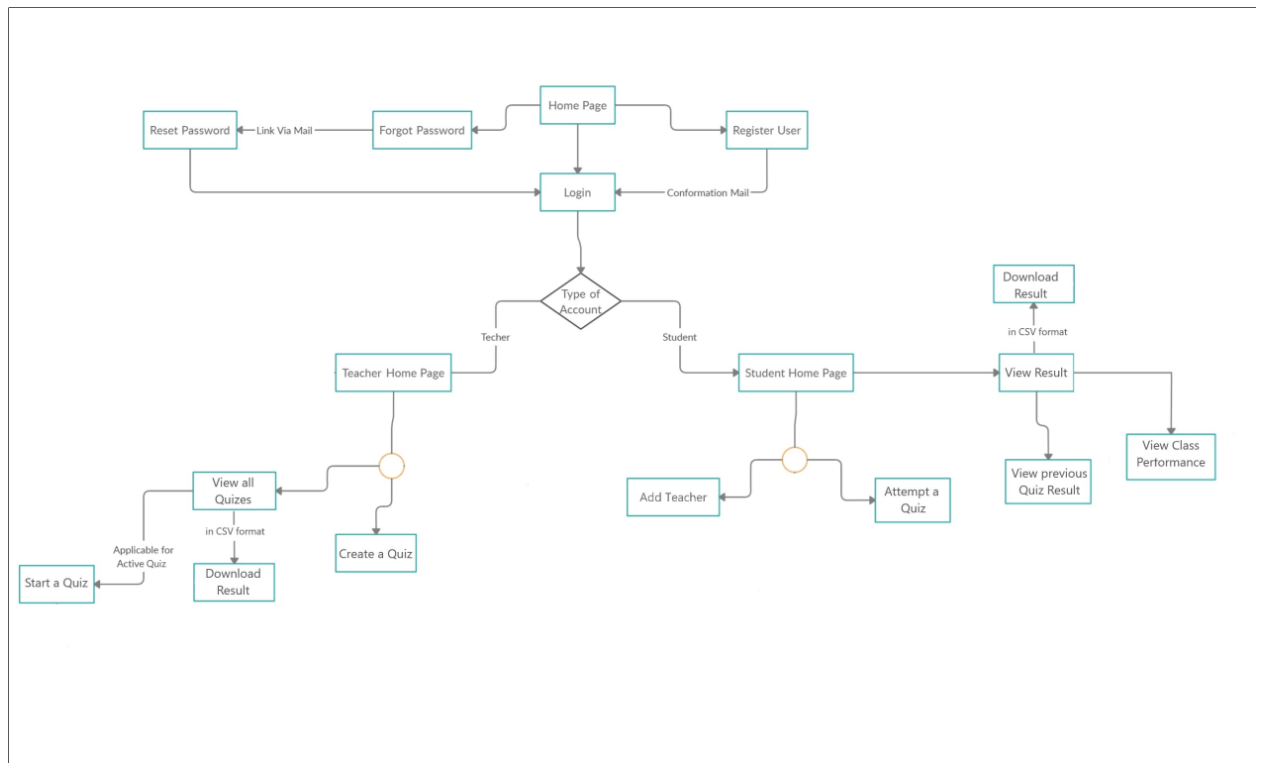 Home Page
Reset Password
Link Via Mail
Forgot Password
Register User
Login
Conformation Mail
Type of
Account
Techer
Student
Download
Result
in CSV format
Teacher Home Page
Student Home Page
View Result
View Class
Performance
View all
Quizes
Add Teacher
Attempt a
Quiz
View previous
Quiz Result
in CSV format
Applicable for
Active Quiz
Create a Quiz
Start a Quiz
Download
Result